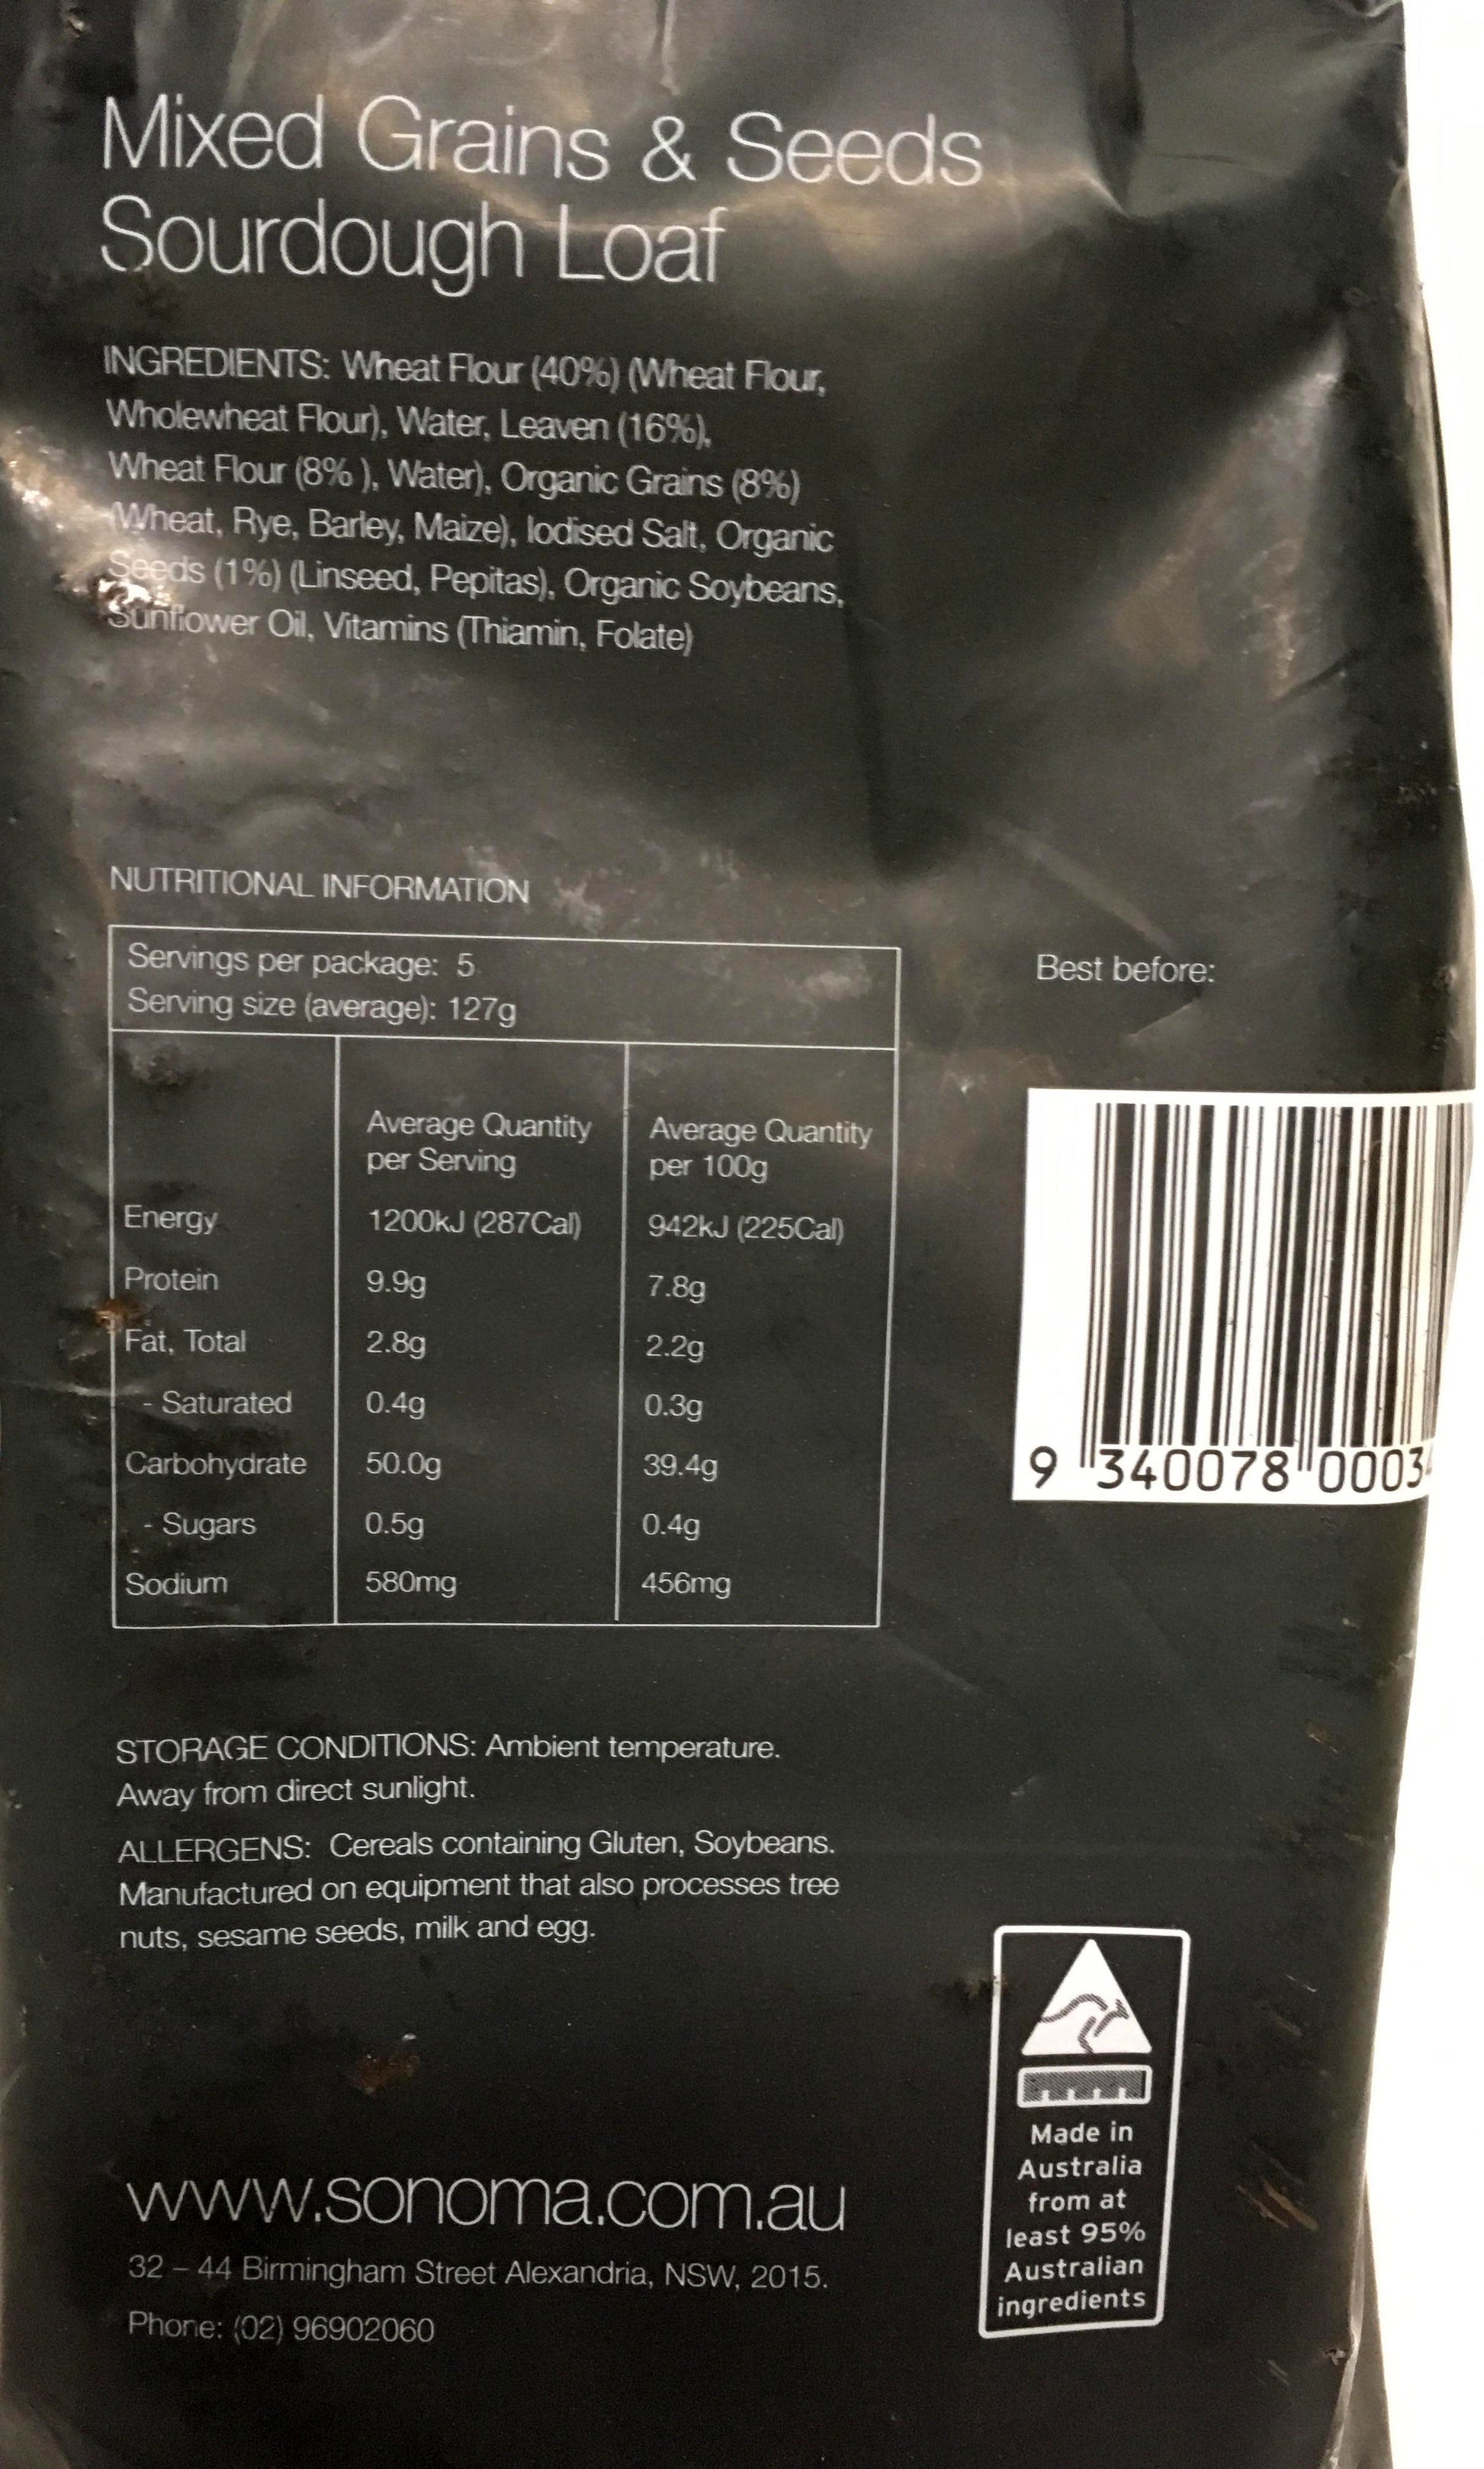 Mixed Grains & Seeds
Sourdough Loaf
INGREDIENTS: Wheat Flour (40%) (Wheat Flour,
Wholewheat Flour), Water, Leaven (16%),
Wheat Flour (8% ), Water), Organic Grains (8%)
(Wheat, Rye, Barley, Maize), Iodised Salt, Organic
Seeds (1%) (Linseed, Pepitas), Organic Soybeans,
Sunflower Oil, Vitamins (Thiamin, Folate)
NUTRITIONAL INFORMATION
Servings per package: 5
Serving size (average): 127g
Average Quantity per Serving Average Quantity per 100g
Energy 1200kJ (287Cal) 942kJ (225Cal)
Protein 9.9g 7.8g
Fat, Total 2.8g 2.2g
- Saturated 0.4g 0.3g
Carbohydrate 50.0g 39.4g
- Sugars 0.5g 0.4g
Sodium 580mg 456mg
Best before:
9 340078 0003
STORAGE CONDITIONS: Ambient temperature.
Away from direct sunlight.
ALLERGENS: Cereals containing Gluten, Soybeans.
Manufactured on equipment that also processes tree
nuts, sesame seeds, milk and egg.
www.sonoma.com.au
32 – 44 Birmingham Street Alexandria, NSW, 2015.
Phone: (02) 96902060
Made in
Australia
from at
least 95%
Australian
ingredients